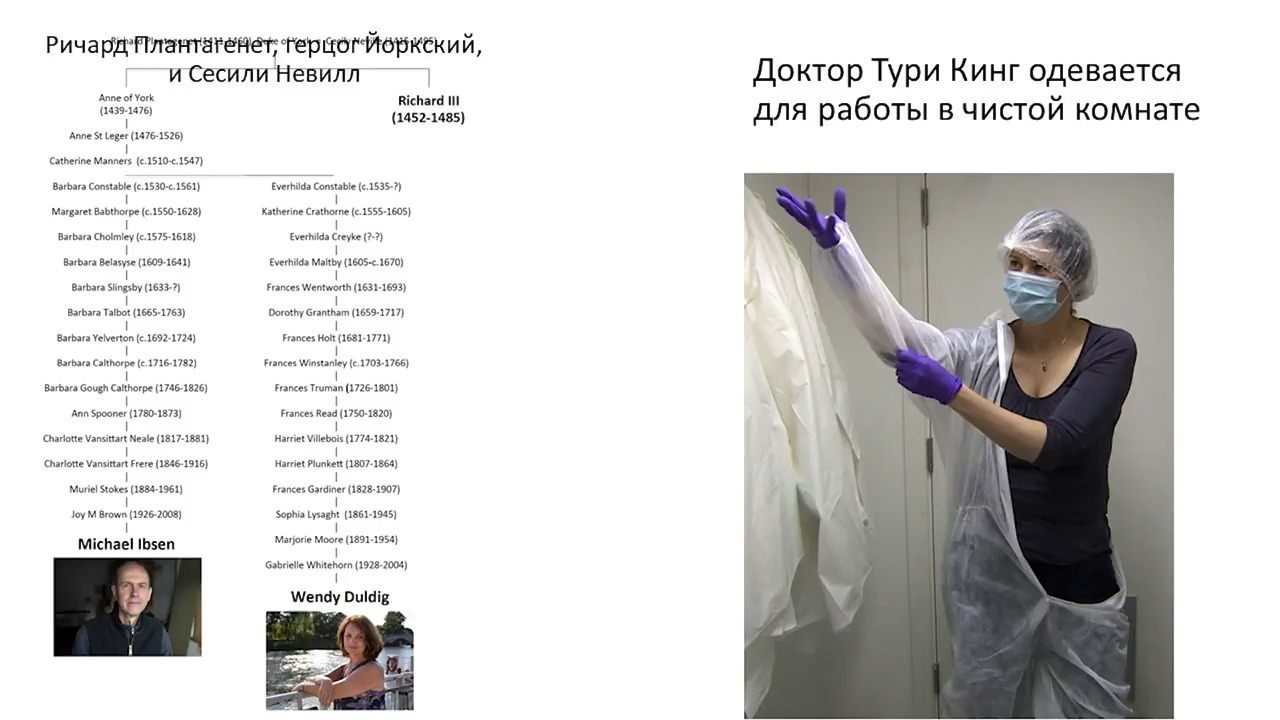 Ричард Плантагенет, герцог Йоркский,
и Сесили Невилл
Anne of York
(1439-1476)
Richard III
(1452-1485)
Anne St Leger (1476-1526)
Catherine Manners (c.1510-c.1547)
Barbara Constable (c.1530-c.1561)
Margaret Babthorpe (c.1550-1628)
Barbara Cholmley (c.1575-1618)
Barbara Belasyse (1609-1641)
Barbara Slingsby (1633-?)
Barbara Talbot (1665-1763)
Barbara Yelverton (c.1692-1724)
Barbara Calthorpe (c.1716-1782)
Barbara Gough Calthorpe (1746-1826)
Ann Spooner (1780-1873)
Charlotte Vansittart Neale (1817-1881)
Charlotte Vansittart Frere (1846-1916)
Muriel Stokes (1884-1961)
Joy M Brown (1926-2008)
Michael Ibsen
Everhilda Constable (c.1535-?)
Katherine Crathorne (c.1555-1605)
Everhilda Creyke (?-?)
Everhilda Maltby (1605-c.1670)
Frances Wentworth (1631-1693)
Dorothy Grantham (1659-1717)
Frances Holt (1681-1771)
Frances Winstanley (c.1703-1766)
Frances Truman (1726-1801)
Frances Read (1750-1820)
Harriet Villebois (1774-1821)
Harriet Plunkett (1807-1864)
Frances Gardiner (1828-1907)
Sophia Lysaght (1861-1945)
Marjorie Moore (1891-1954)
Gabrielle Whitehorn (1928-2004)
Wendy Duldig
Доктор Тури Кинг одевается
для работы в чистой комнате